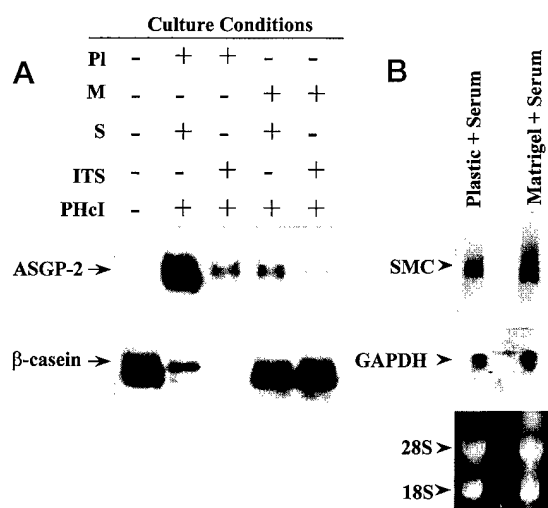 Culture Conditions
A
Pl - + + - -
M - - - + +
S - + - + -
ITS - - + - +
PHcI - + + + +
ASGP-2
β-casein
B
Plastic + Serum
Matrigel + Serum
SMC
GAPDH
28S
18S